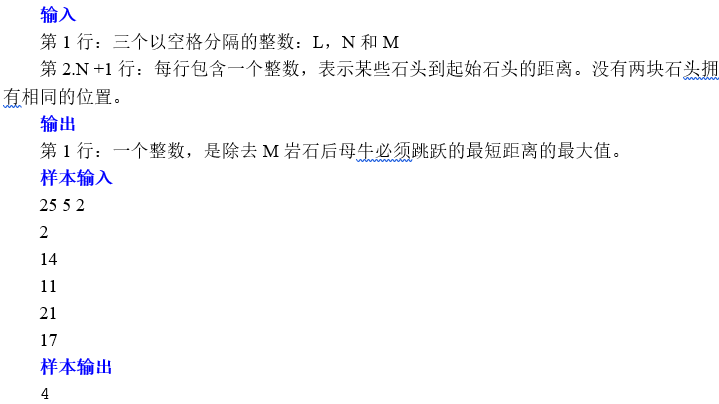 输入
第 1 行：三个以空格分隔的整数：L，N 和 M
第 2.N +1 行：每行包含一个整数，表示某些石头到起始石头的距离。没有两块石头拥
有相同的位置。
输出
第 1 行：一个整数，是除去 M 岩石后母牛必须跳跃的最短距离的最大值。
样本输入
25 5 2
2
14
11
21
17
样本输出
4